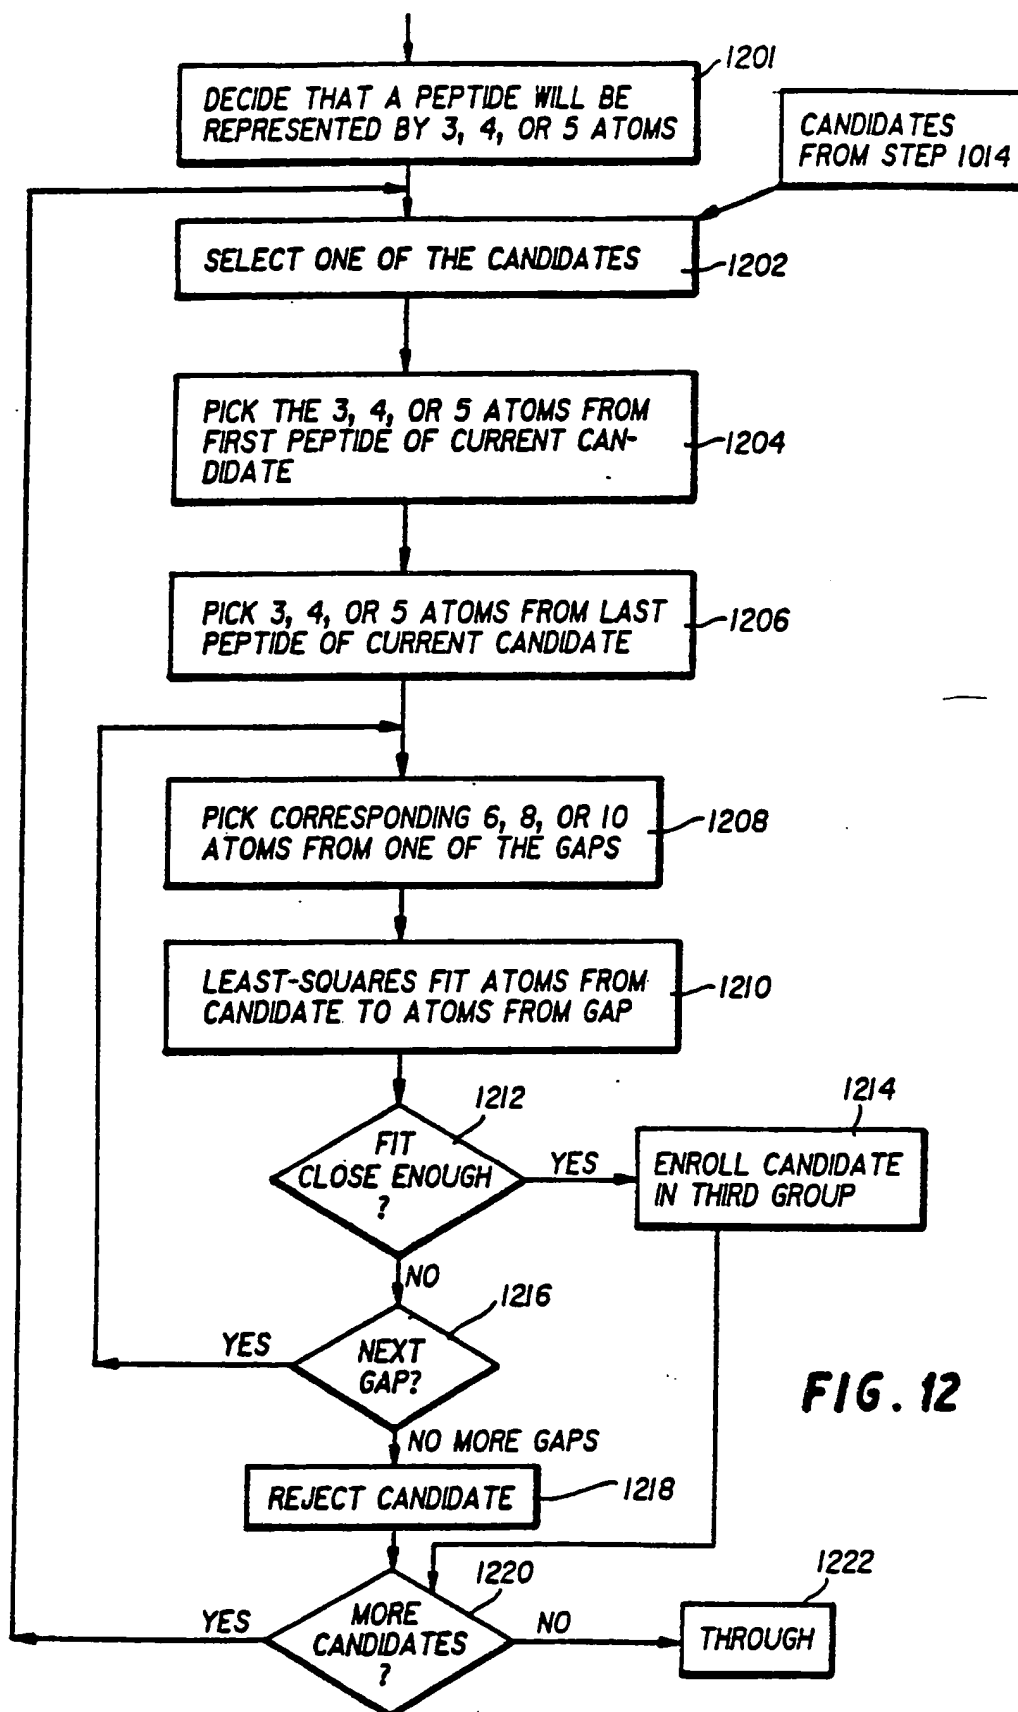 1201
DECIDE THAT A PEPTIDE WILL BE
REPRESENTED BY 3, 4, OR 5 ATOMS
CANDIDATES
FROM STEP 1014
SELECT ONE OF THE CANDIDATES
1202
PICK THE 3, 4, OR 5 ATOMS FROM
FIRST PEPTIDE OF CURRENT CAN-
DIDATE
1204
PICK 3, 4, OR 5 ATOMS FROM LAST
PEPTIDE OF CURRENT CANDIDATE
1206
PICK CORRESPONDING 6, 8, OR 10
ATOMS FROM ONE OF THE GAPS
1208
LEAST-SQUARES FIT ATOMS FROM
CANDIDATE TO ATOMS FROM GAP
1210
1212
FIT
CLOSE ENOUGH
?
YES
1214
ENROLL CANDIDATE
IN THIRD GROUP
NO
1216
NEXT
GAP?
YES
FIG. 12
NO MORE GAPS
REJECT CANDIDATE
1218
1220
MORE
CANDIDATES
?
YES
NO
1222
THROUGH